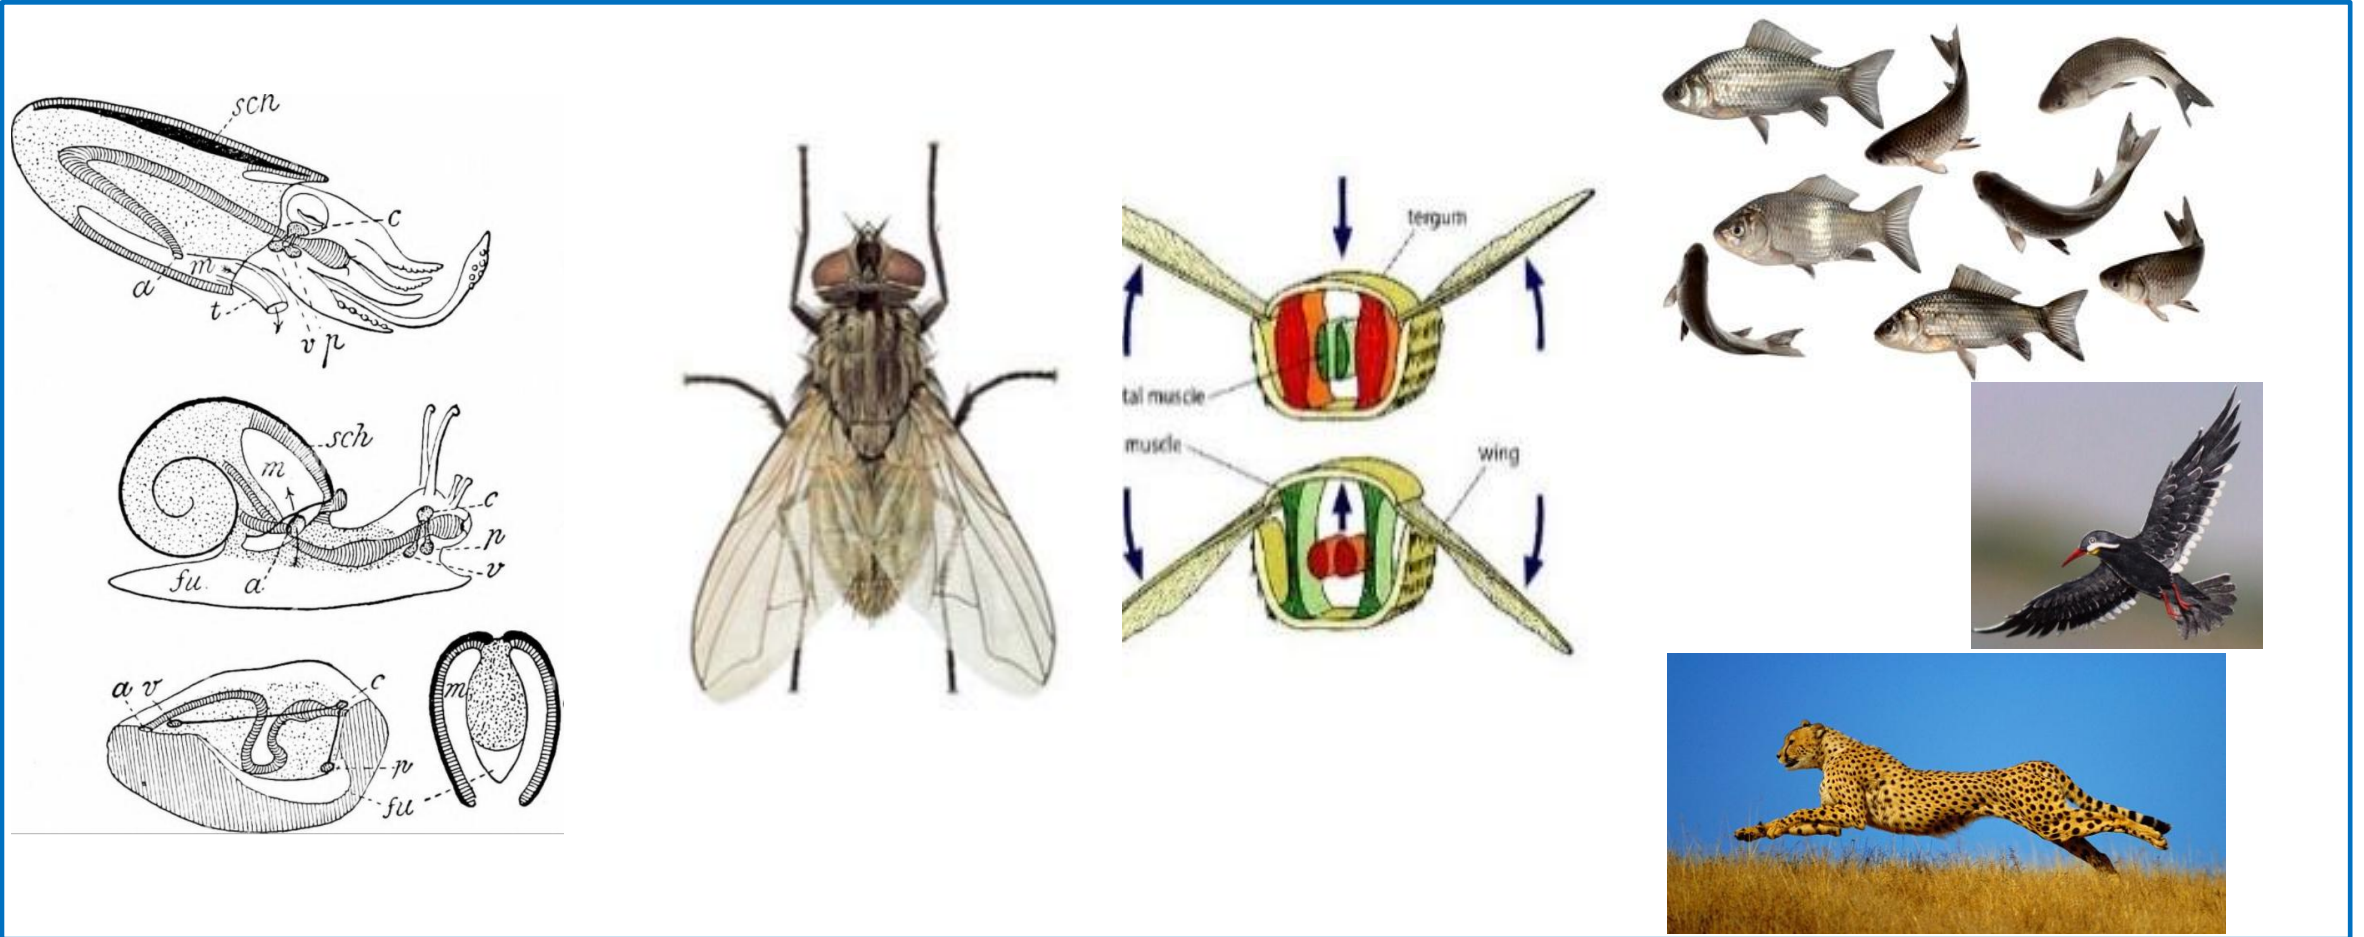 scn
c
m
a
t
v p
sch
m
c
p
v
fu.
a.
a v
c
m
p
fu
tergum
tal muscle
muscle
wing